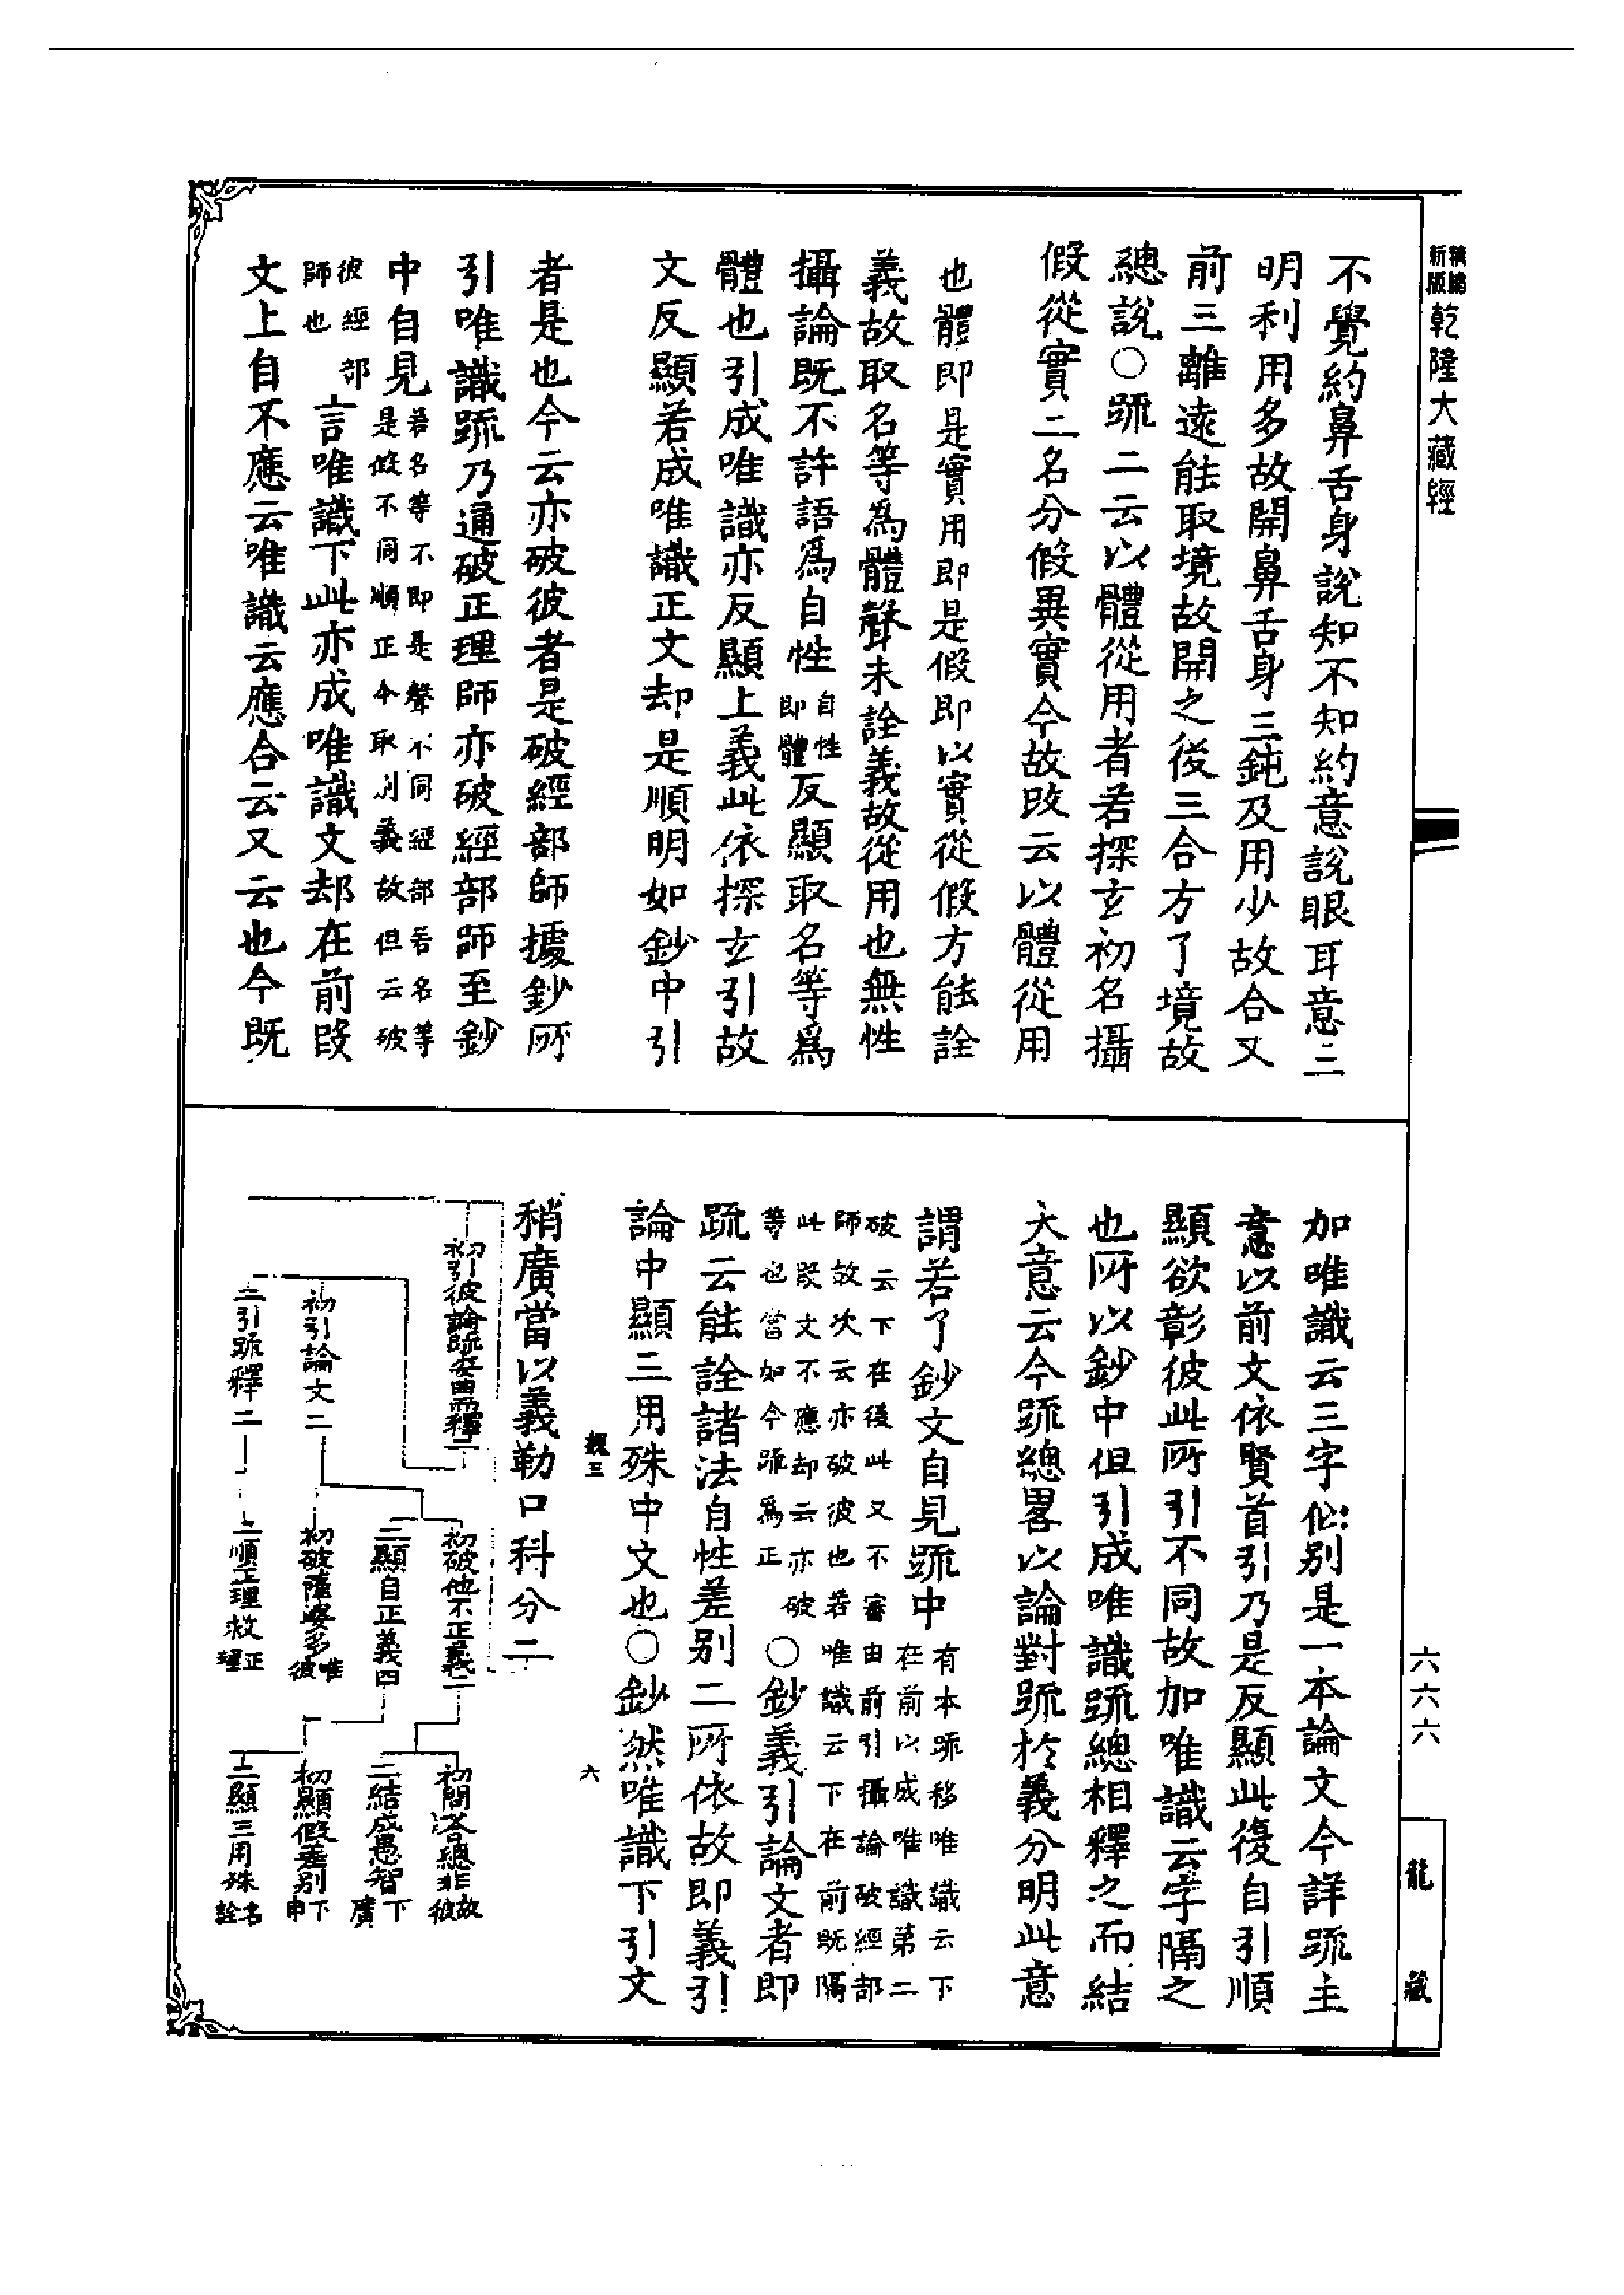 新版
乾隆大藏經
不覺約鼻舌身說知不知約意說眼耳意三
明利用多故開鼻舌身三鈍及用少故合又
前三離遠能取境故開之後三合方了境故
總說○䟽二云以體從用者若探玄初名攝
假從實二名分假異實今故改云以體從用
也體即是實用即是假即以實從假方能詮
義故取名等為體聲未詮義故從用也無性
攝論既不許語爲自性
自性
即體
反顯取名等爲
體也引成唯識亦反顯上義此依探玄引故
文反顯若成唯識正文却是順明如鈔中引
者是也今云亦破彼者是破經部師據鈔所
引唯識䟽乃通破正理師亦破經部師至鈔
中自見
若名等不即是聲不同經部若名等
是假不同順正今取別義故但云破
彼經部
師也
言唯識下此亦成唯識文却在前段
文上自不應云唯識云應合云又云也今既
加唯識云三字似别是一本論文今詳䟽主
意以前文依賢首引乃是反顯此復自引順
顯欲彰彼此所引不同故加唯識云字隔之
也所以鈔中但引成唯識䟽總相釋之而結
大意云今䟽總畧以論對䟽於義分明此意
謂若了鈔文自見䟽中
有本䟽移唯識云下
在前以成唯識第二
由前引攝論破經部
唯識云下在前既隔
破云下在後此又不審
師故次云亦破彼也若
此段文不應却云亦破
等也當如今䟽爲正
○鈔義引論文者即
䟽云能詮諸法自性差别二所依故即義引
論中顯三用殊中文也○鈔然唯識下引文
稍廣當以義勒口科分二
初引彼論䟽委曲釋二
初引論文二
二引䟽釋二
初破他不正義二
二顯自正義四
初破薩婆多
唯彼
二順正理救
正理
初問答總非
故彼
二結成愚智
下廣
初顯假差别
下申
二顯三用殊
名詮
三
六
六六六
龍藏